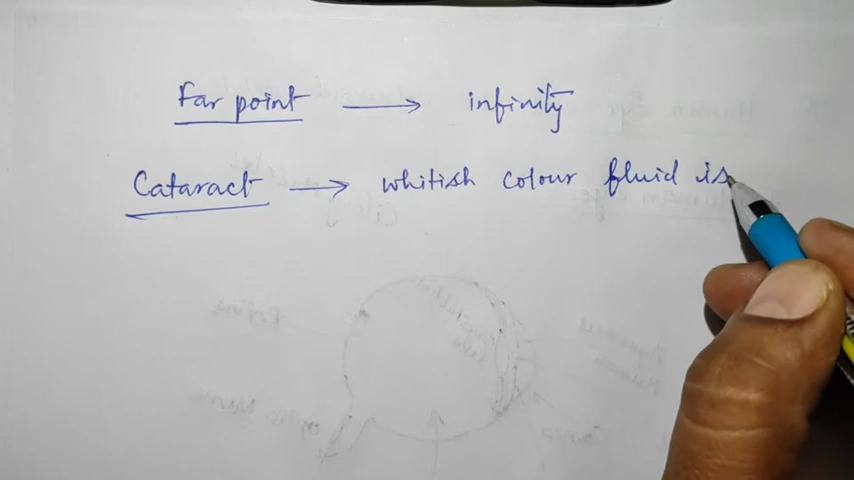 Far point → infinity
Cataract → whitish colour fluid is